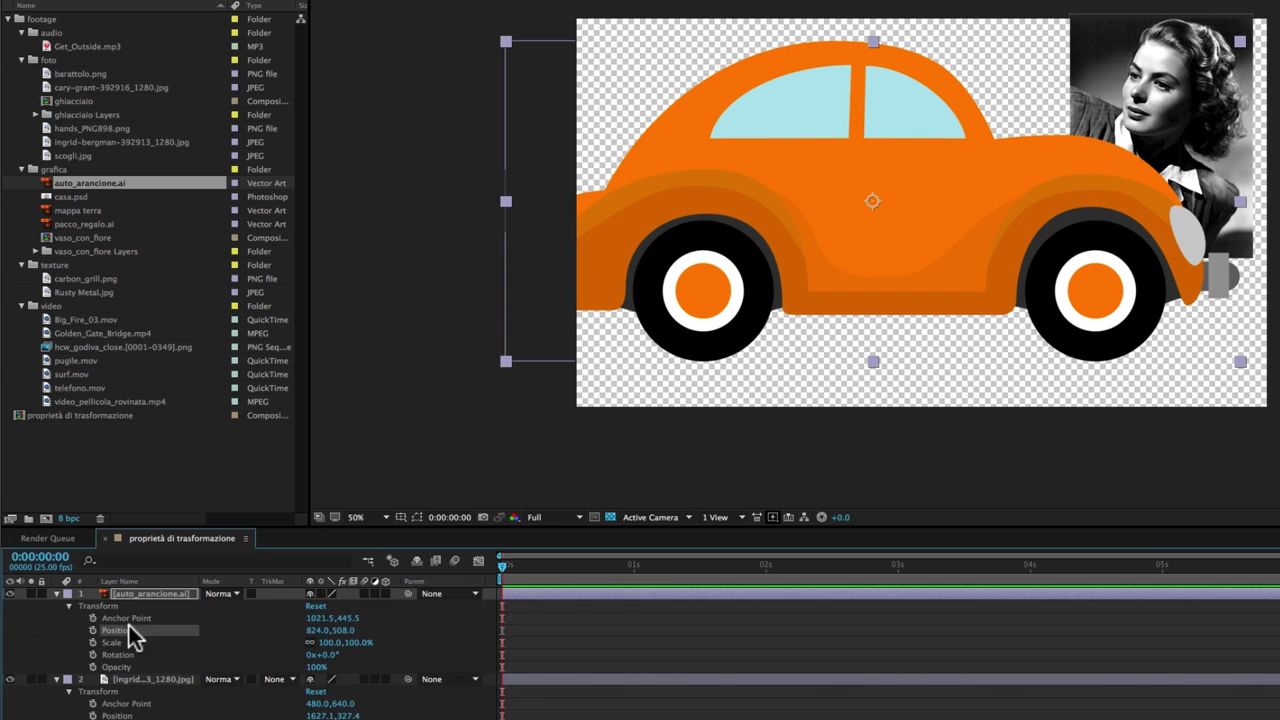 Name Type Siz
footage Folder
audio Folder
Get_Outside.mp3 MP3
foto Folder
barattolo.png PNG file
cary-grant-392916_1280.jpg JPEG
ghiacciaio Composi...
ghiacciaio Layers Folder
hands_PNG898.png PNG file
ingrid-bergman-392913_1280.jpg JPEG
scogli.jpg JPEG
grafica Folder
auto_arancione.ai Vector Art
casa.psd Photoshop
mappa terra Vector Art
pacco_regalo.ai Vector Art
vaso_con_fiore Composi...
vaso_con_fiore Layers Folder
texture Folder
carbon_grill.png PNG file
Rusty Metal.jpg JPEG
video Folder
Big_Fire_03.mov QuickTime
Golden_Gate_Bridge.mp4 MPEG
hcw_godiva_close.[0001-0349].png PNG Seq...e
pugile.mov QuickTime
surf.mov QuickTime
telefono.mov QuickTime
video_pellicola_rovinata.mp4 MPEG
proprietà di trasformazione Composi...
8 bpc 50% 0:00:00:00 Full Active Camera 1 View +0.0
Render Queue × proprietà di trasformazione
0:00:00:00
00000 (25.00 fps)
0s 01s 02s 03s 04s 05s
# Layer Name Mode T TrkMat Parent
1 [auto_arancione.ai] Norma None
Transform Reset
Anchor Point 1021.5,445.5
824.0,508.0
Scale 100.0,100.0%
Rotation 0x+0.0°
Opacity 100%
2 [ingrid...3_1280.jpg] Norma None None
Transform Reset
Anchor Point 480.0,640.0
Position 1627.1,327.4